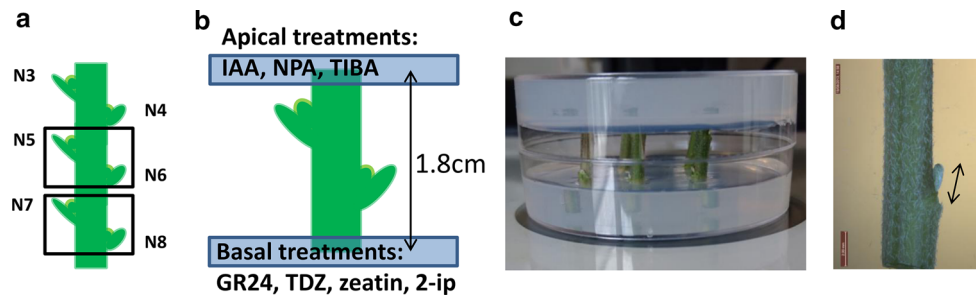 a
N3
N4
N5
N6
N7
N8
b
Apical treatments:
IAA, NPA, TIBA
1.8cm
Basal treatments:
GR24, TDZ, zeatin, 2-ip
c
d